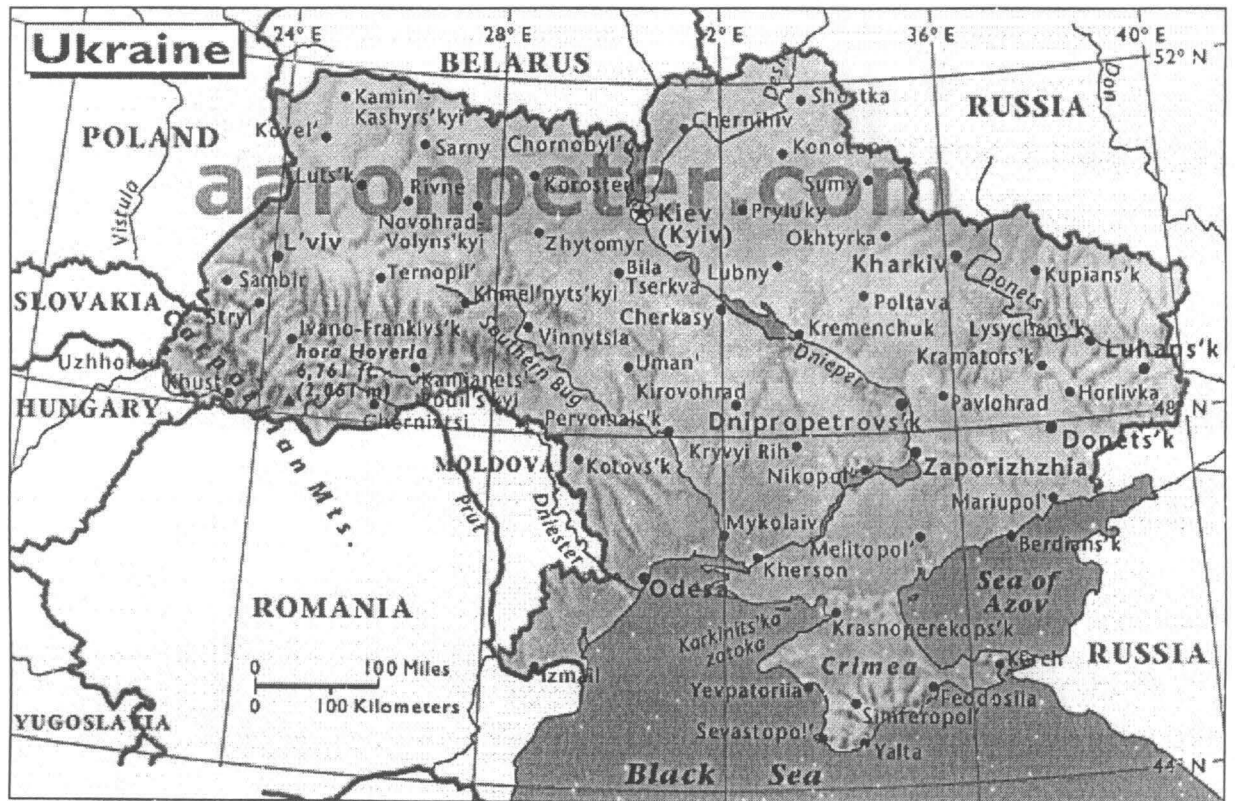 Ukraine
24° E
28° E
32° E
36° E
40° E
52° N
BELARUS
RUSSIA
POLAND
Desna
Don
Shostka
Kamin'-
Kashyrs'kyi
Kovel'
Chernihiv
Sarny
Chornobyl'
Konotop
aaronpeter.com
Luts'k
Rivne
Korosten'
Sumy
Vistula
Novohrad-
Volyns'kyi
Kiev
(Kyiv)
Pryluky
L'viv
Zhytomyr
Okhtyrka
Kharkiv
Sambir
Ternopil'
Bila
Tserkva
Lubny
Kupians'k
SLOVAKIA
Stryi
Khmel'nyts'kyi
Donets
Poltava
Cherkasy
Ivano-Frankivs'k
Vinnytsia
Kremenchuk
Lysychans'k
Luhans'k
Uzhhorod
hora Hoverla
6,761 ft.
(2,061 m)
Southern Bug
Uman'
Dnieper
Kramators'k
Khust
Kamianets'-
Podil's'kyi
Kirovohrad
Pavlohrad
Horlivka
48° N
HUNGARY
Carpathian Mts.
Chernivtsi
Pervomais'k
Dnipropetrovs'k
Donets'k
MOLDOVA
Kotovs'k
Kryvyi Rih
Nikopol'
Zaporizhzhia
Mariupol'
Prut
Dniester
Mykolaiv
Melitopol'
Berdians'k
Kherson
Odesa
Sea of
Azov
ROMANIA
Karkinits'ka
zatoka
Krasnoperekops'k
RUSSIA
0 100 Miles
0 100 Kilometers
Izmail
Crimea
Kerch
Yevpatoriia
Feodosiia
YUGOSLAVIA
Simferopol'
Sevastopol'
Yalta
Black Sea
44° N